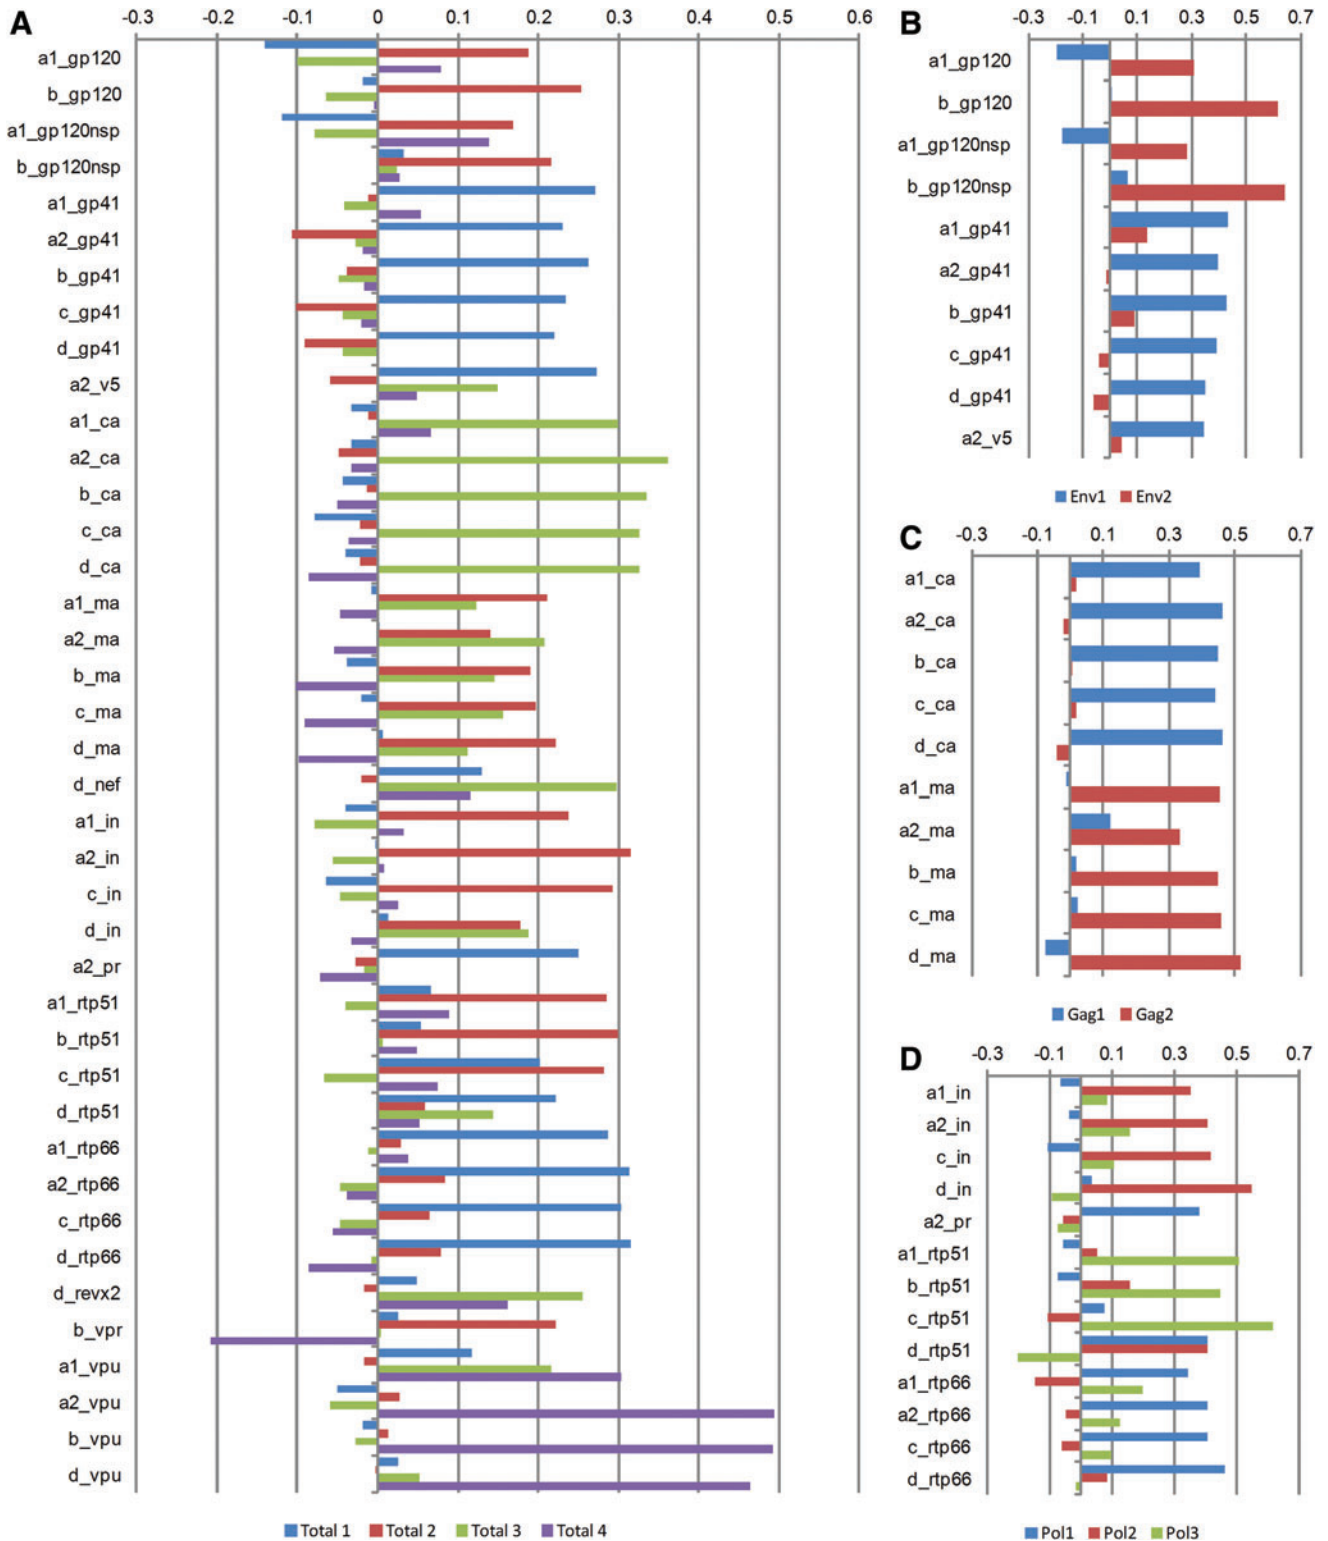 A
-0.3 -0.2 -0.1 0 0.1 0.2 0.3 0.4 0.5 0.6
a1_gp120
b_gp120
a1_gp120nsp
b_gp120nsp
a1_gp41
a2_gp41
b_gp41
c_gp41
d_gp41
a2_v5
a1_ca
a2_ca
b_ca
c_ca
d_ca
a1_ma
a2_ma
b_ma
c_ma
d_ma
d_nef
a1_in
a2_in
c_in
d_in
a2_pr
a1_rtp51
b_rtp51
c_rtp51
d_rtp51
a1_rtp66
a2_rtp66
c_rtp66
d_rtp66
d_revx2
b_vpr
a1_vpu
a2_vpu
b_vpu
d_vpu
Total 1 Total 2 Total 3 Total 4
B
-0.3 -0.1 0.1 0.3 0.5 0.7
a1_gp120
b_gp120
a1_gp120nsp
b_gp120nsp
a1_gp41
a2_gp41
b_gp41
c_gp41
d_gp41
a2_v5
Env1 Env2
C
-0.3 -0.1 0.1 0.3 0.5 0.7
a1_ca
a2_ca
b_ca
c_ca
d_ca
a1_ma
a2_ma
b_ma
c_ma
d_ma
Gag1 Gag2
D
-0.3 -0.1 0.1 0.3 0.5 0.7
a1_in
a2_in
c_in
d_in
a2_pr
a1_rtp51
b_rtp51
c_rtp51
d_rtp51
a1_rtp66
a2_rtp66
c_rtp66
d_rtp66
Pol1 Pol2 Pol3